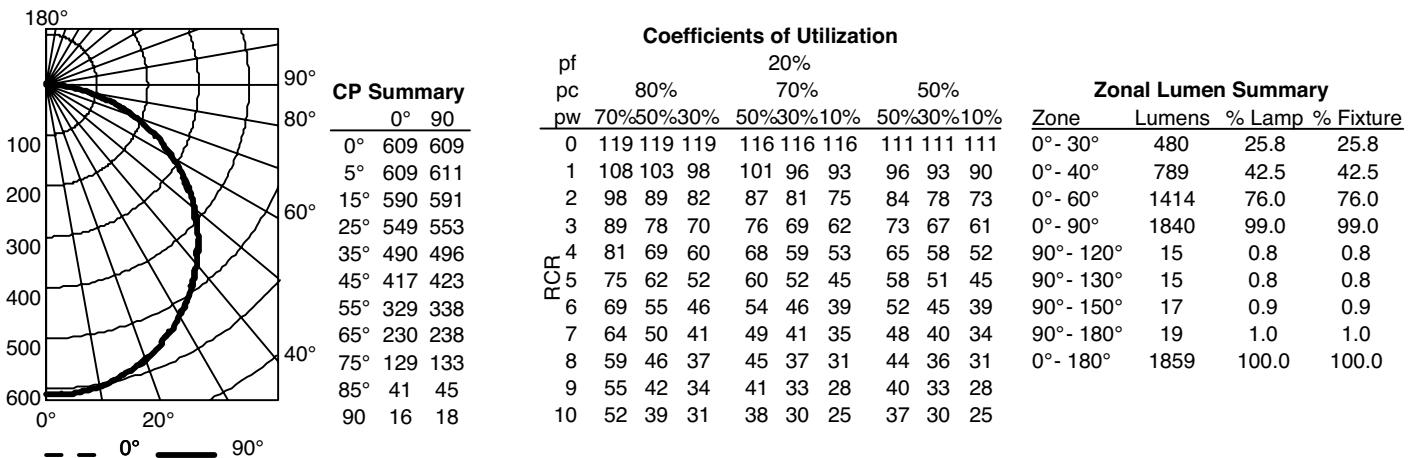 180°
90°
80°
60°
40°
100
200
300
400
500
600
0° 20°
0° 90°
CP Summary
0° 90
0° 609 609
5° 609 611
15° 590 591
25° 549 553
35° 490 496
45° 417 423
55° 329 338
65° 230 238
75° 129 133
85° 41 45
90 16 18
Coefficients of Utilization
pf 20%
pc 80% 70% 50%
pw 70%50%30% 50%30%10% 50%30%10%
RCR
0 119 119 119 116 116 116 111 111 111
1 108 103 98 101 96 93 96 93 90
2 98 89 82 87 81 75 84 78 73
3 89 78 70 76 69 62 73 67 61
4 81 69 60 68 59 53 65 58 52
5 75 62 52 60 52 45 58 51 45
6 69 55 46 54 46 39 52 45 39
7 64 50 41 49 41 35 48 40 34
8 59 46 37 45 37 31 44 36 31
9 55 42 34 41 33 28 40 33 28
10 52 39 31 38 30 25 37 30 25
Zonal Lumen Summary
Zone Lumens % Lamp % Fixture
0°- 30° 480 25.8 25.8
0°- 40° 789 42.5 42.5
0°- 60° 1414 76.0 76.0
0°- 90° 1840 99.0 99.0
90°- 120° 15 0.8 0.8
90°- 130° 15 0.8 0.8
90°- 150° 17 0.9 0.9
90°- 180° 19 1.0 1.0
0°- 180° 1859 100.0 100.0